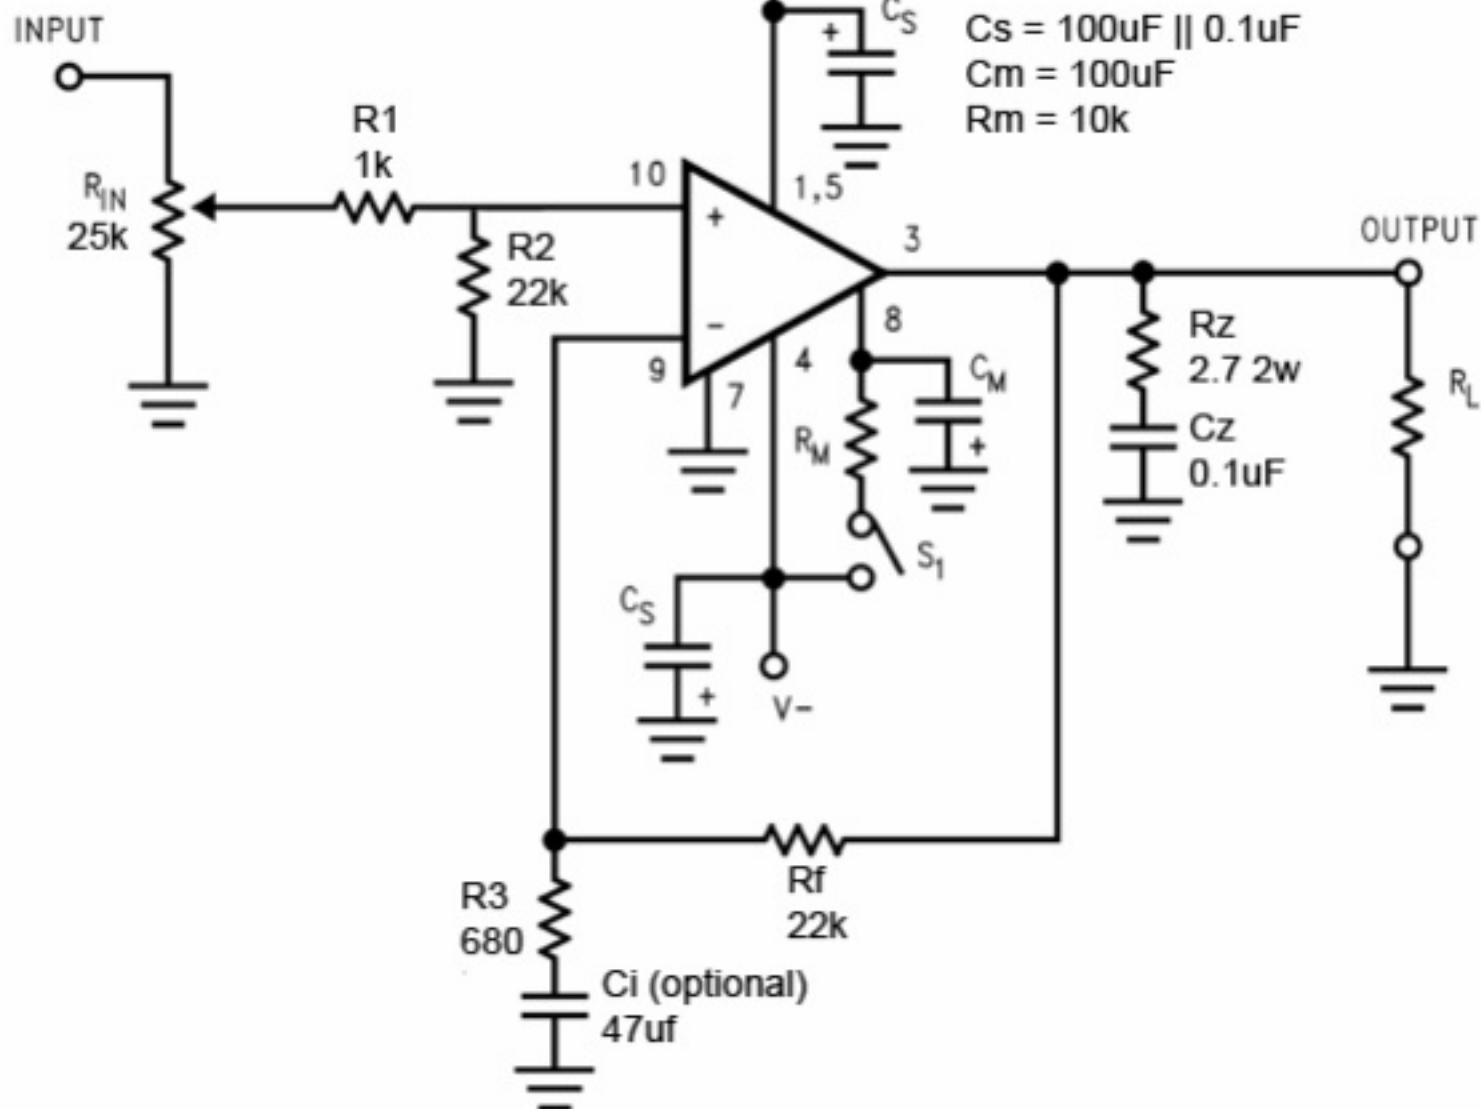 INPUT
CS
Cs = 100uF || 0.1uF
Cm = 100uF
Rm = 10k
R1
1k
RIN
25k
10
1,5
+
+
R2
22k
3
OUTPUT
−
9
7
4
8
CM
+
RM
Rz
2.7 2w
Cz
0.1uF
RL
S1
CS
+
V−
Rf
22k
R3
680
Ci (optional)
47uf